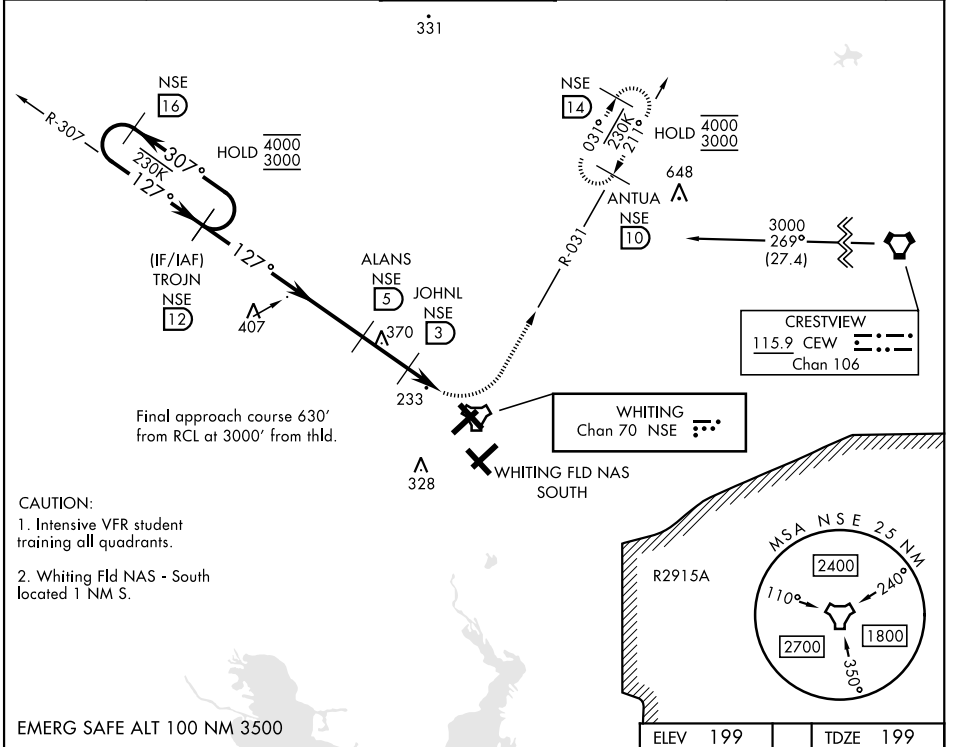 331
NSE
16
R-307
307°
230K
127°
HOLD 4000
3000
NSE
14
031°
230K
211°
HOLD 4000
3000
648
ANTUA
NSE
10
R-031
3000
269°
(27.4)
(IF/IAF)
TROJN
NSE
12
127°
407
ALANS
NSE
5
370
JOHNL
NSE
3
233
CRESTVIEW
115.9 CEW
Chan 106
Final approach course 630'
from RCL at 3000' from thld.
WHITING
Chan 70 NSE
328
WHITING FLD NAS
SOUTH
CAUTION:
1. Intensive VFR student
training all quadrants.
2. Whiting Fld NAS - South
located 1 NM S.
R2915A
MSA NSE 25 NM
2400
110°
240°
2700
1800
350°
EMERG SAFE ALT 100 NM 3500
ELEV 199
TDZE 199